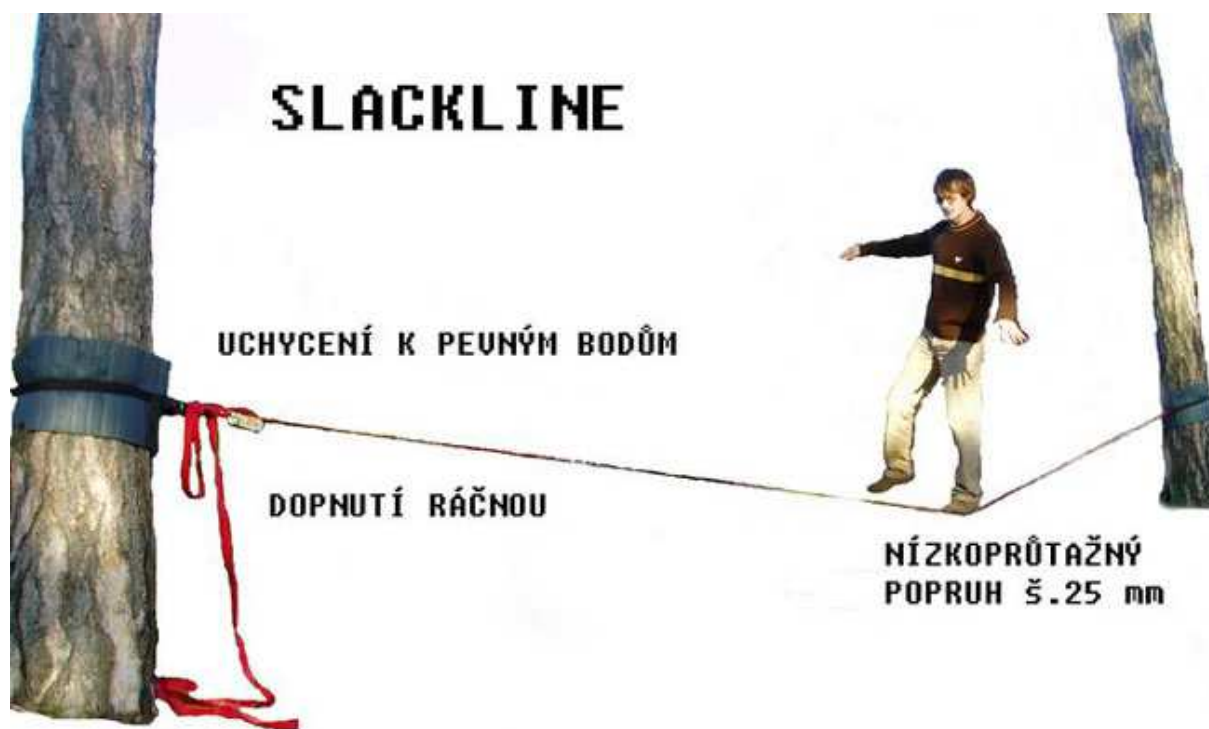 SLACKLINE
UCHYCENÍ K PEVNÝM BODŮM
DOPNUTÍ RÁČNOU
NÍZKOPRŮTAŽNÝ
POPRUH Š.25 mm